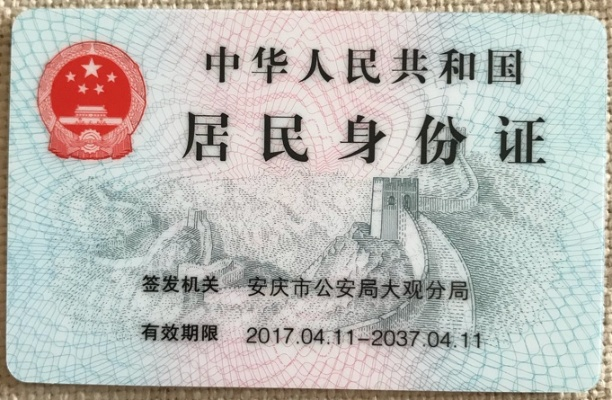 中华人民共和国
居民身份证
签发机关 安庆市公安局大观分局
有效期限 2017.04.11-2037.04.11